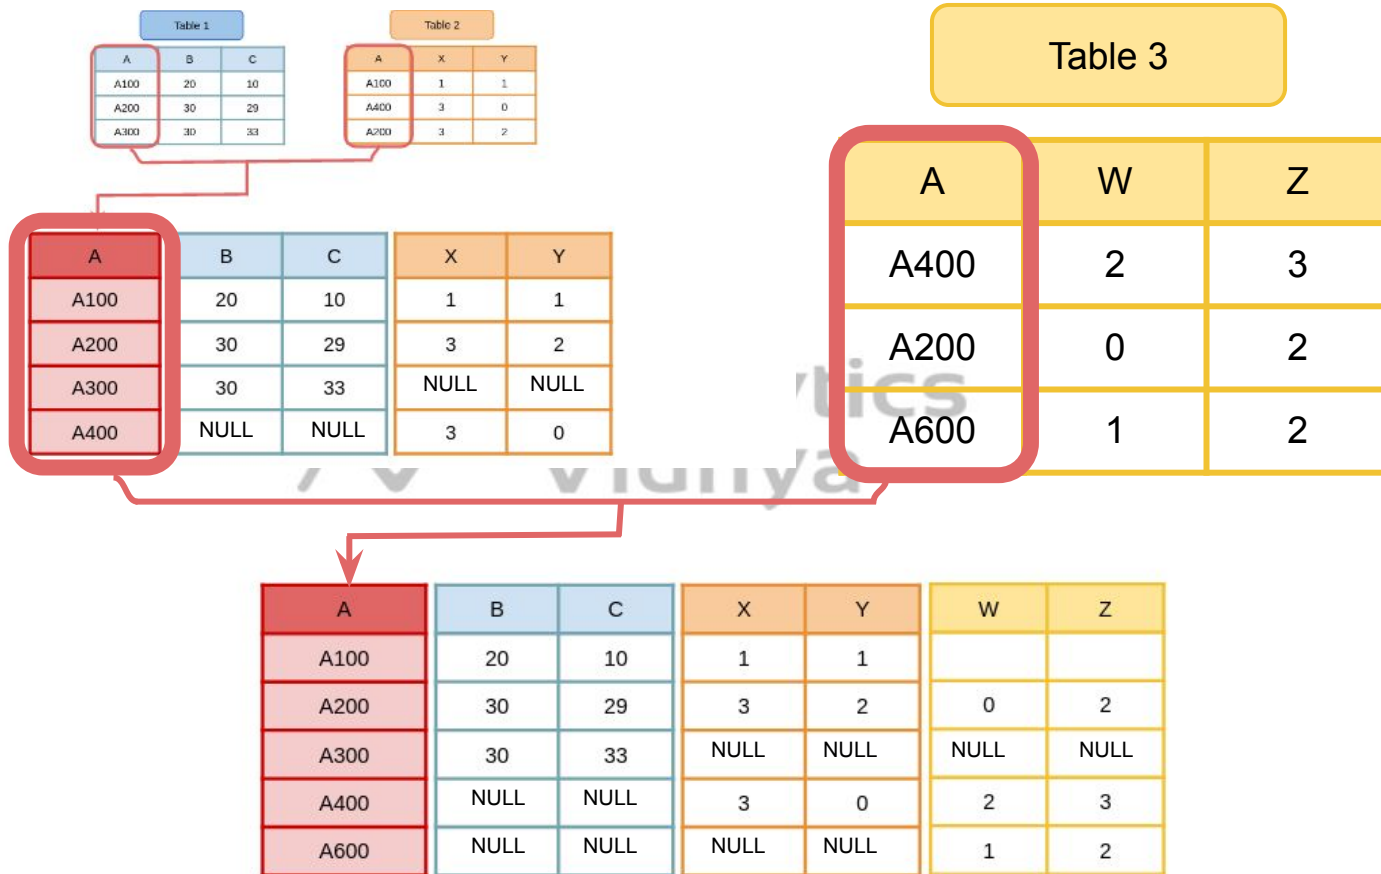 Table 1
A B C
A100 20 10
A200 30 29
A300 30 33
Table 2
A X Y
A100 1 1
A400 3 0
A200 3 2
Table 3
A W Z
A400 2 3
A200 0 2
A600 1 2
A B C X Y
A100 20 10 1 1
A200 30 29 3 2
A300 30 33 NULL NULL
A400 NULL NULL 3 0
A B C X Y W Z
A100 20 10 1 1
A200 30 29 3 2 0 2
A300 30 33 NULL NULL NULL NULL
A400 NULL NULL 3 0 2 3
A600 NULL NULL NULL NULL 1 2